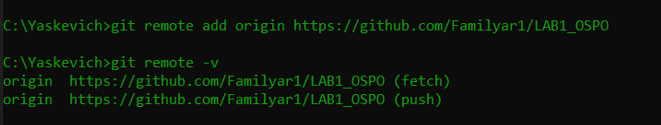 C:\Yaskevich>git remote add origin https://github.com/Familyar1/LAB1_OSPO
C:\Yaskevich>git remote -v
origin  https://github.com/Familyar1/LAB1_OSPO (fetch)
origin  https://github.com/Familyar1/LAB1_OSPO (push)